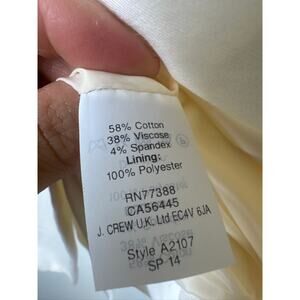 58% Cotton
38% Viscose
4% Spandex
Lining:
100% Polyester
RN77388
CA56445
J. CREW U.K. Ltd EC4V 6JA
Style A2107
SP 14